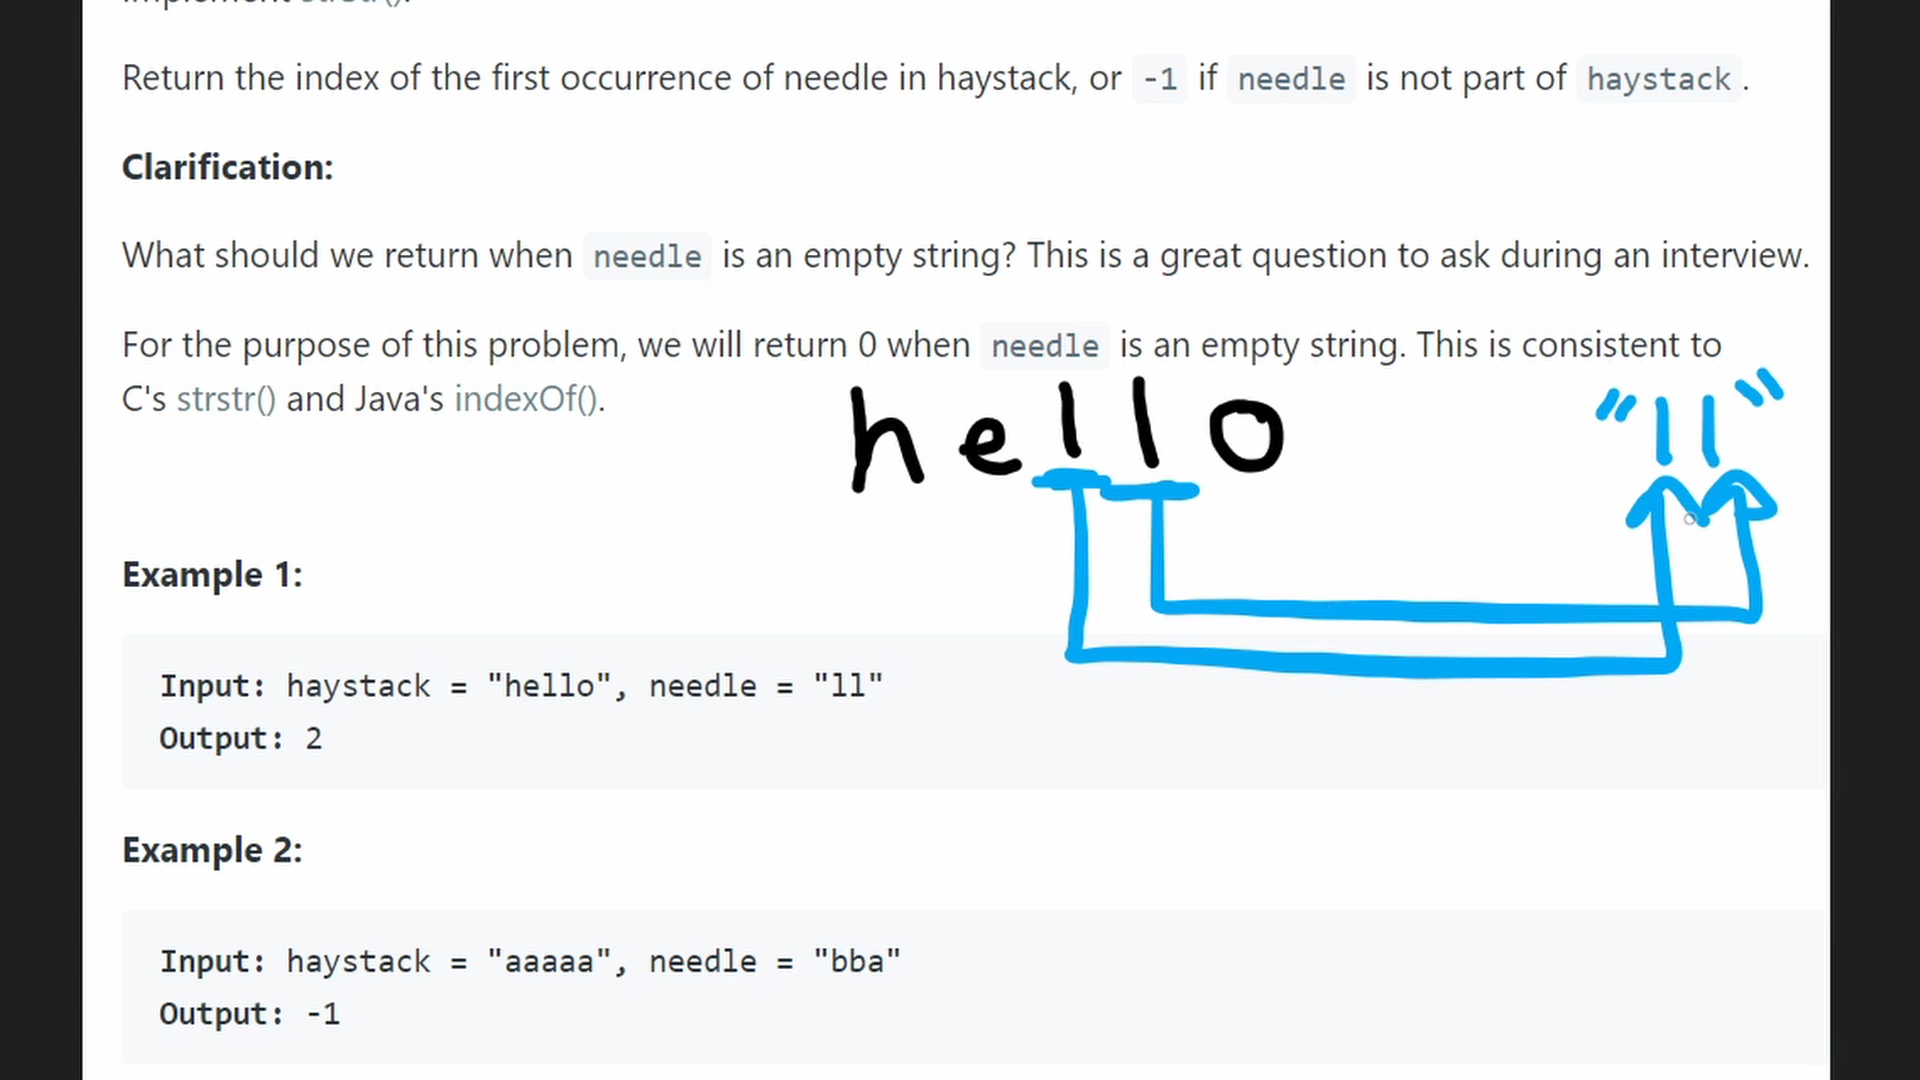 Implement strStr().
Return the index of the first occurrence of needle in haystack, or -1 if needle is not part of haystack.
Clarification:
What should we return when needle is an empty string? This is a great question to ask during an interview.
For the purpose of this problem, we will return 0 when needle is an empty string. This is consistent to
C's strstr() and Java's indexOf().
hello "ll"
Example 1:
Input: haystack = "hello", needle = "ll"
Output: 2
Example 2:
Input: haystack = "aaaaa", needle = "bba"
Output: -1